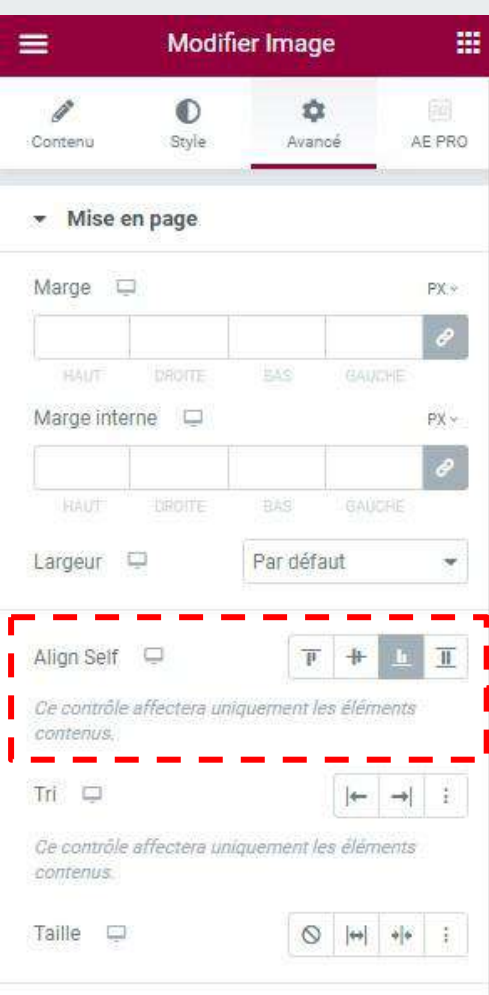 Modifier Image
Contenu Style Avancé AE PRO
Mise en page
Marge PX
HAUT DROITE BAS GAUCHE
Marge interne PX
HAUT DROITE BAS GAUCHE
Largeur Par défaut
Align Self
Ce contrôle affectera uniquement les éléments
contenus.
Tri
Ce contrôle affectera uniquement les éléments
contenus.
Taille